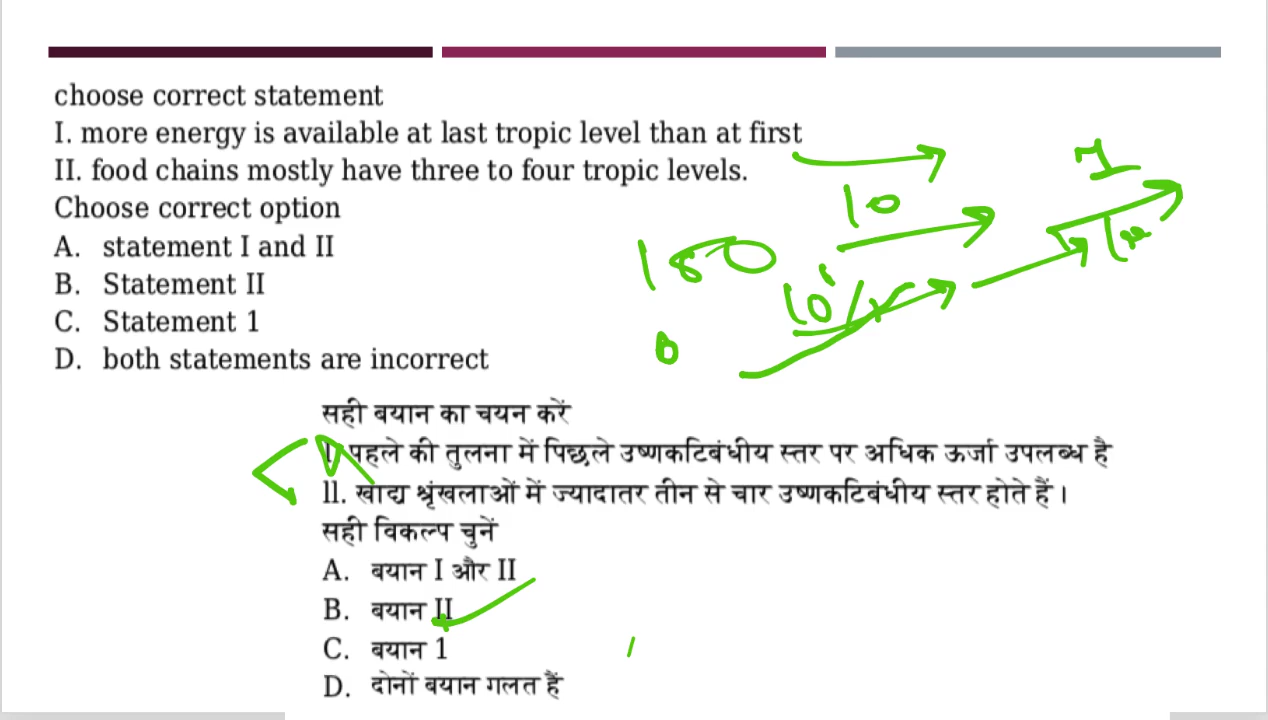 choose correct statement
I. more energy is available at last tropic level than at first
II. food chains mostly have three to four tropic levels.
Choose correct option
A. statement I and II
B. Statement II
C. Statement 1
D. both statements are incorrect
10
10%
सही बयान का चयन करें
I. पहले की तुलना में पिछले उष्णकटिबंधीय स्तर पर अधिक ऊर्जा उपलब्ध है
II. खाद्य श्रृंखलाओं में ज्यादातर तीन से चार उष्णकटिबंधीय स्तर होते हैं।
सही विकल्प चुनें
A. बयान I और II
B. बयान II
C. बयान 1
D. दोनों बयान गलत हैं